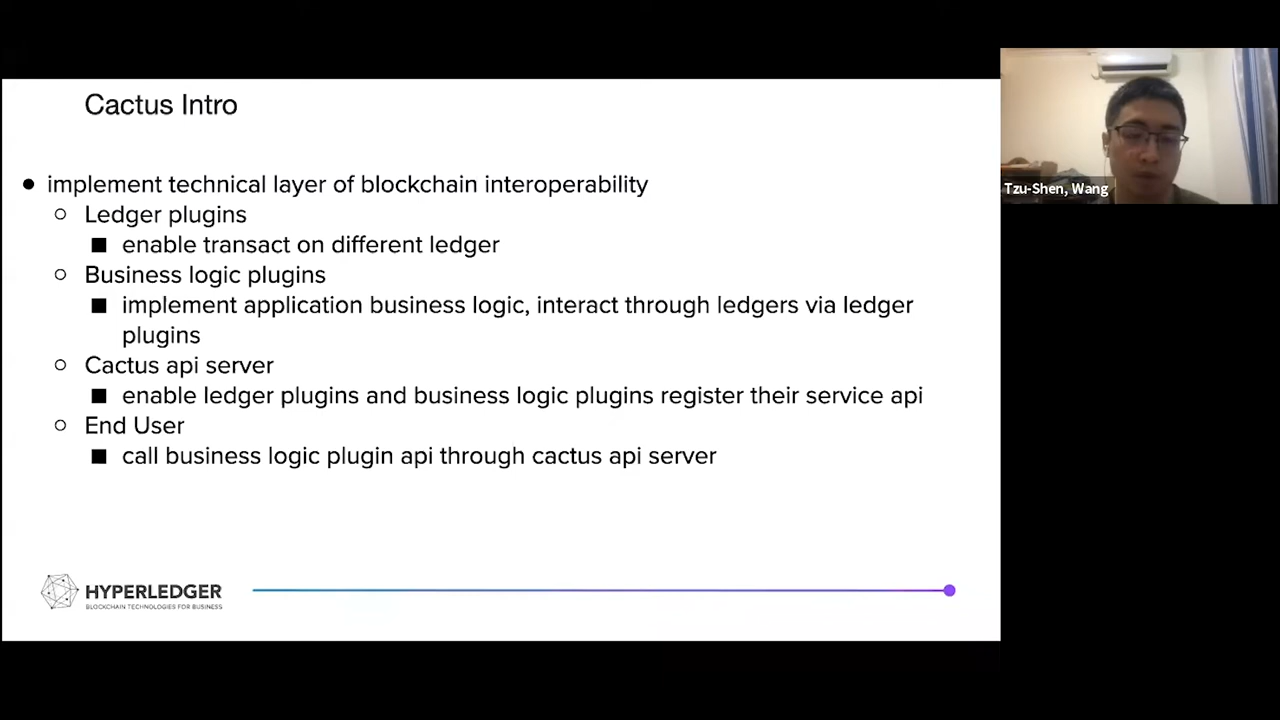 Cactus Intro
implement technical layer of blockchain interoperability
Ledger plugins
enable transact on different ledger
Business logic plugins
implement application business logic, interact through ledgers via ledger
plugins
Cactus api server
enable ledger plugins and business logic plugins register their service api
End User
call business logic plugin api through cactus api server
HYPERLEDGER
BLOCKCHAIN TECHNOLOGIES FOR BUSINESS
Tzu-Shen, Wang